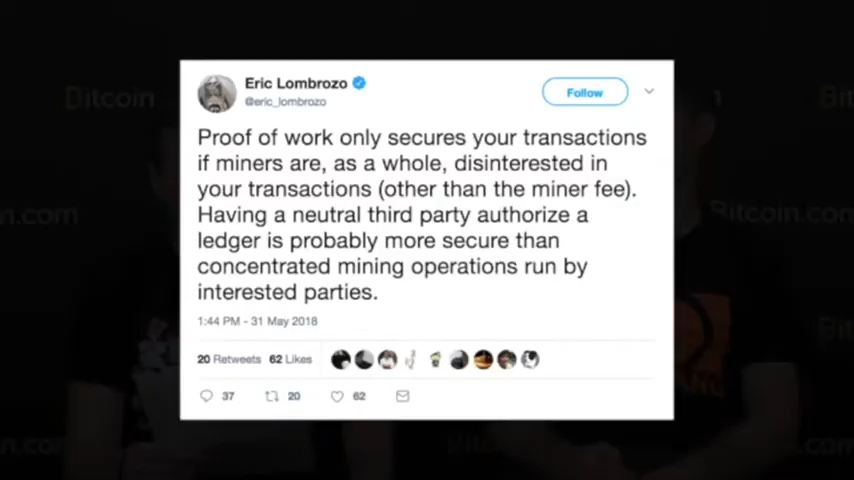 Eric Lombrozo
@eric_lombrozo
Follow
Proof of work only secures your transactions
if miners are, as a whole, disinterested in
your transactions (other than the miner fee).
Having a neutral third party authorize a
ledger is probably more secure than
concentrated mining operations run by
interested parties.
1:44 PM - 31 May 2018
20 Retweets 62 Likes
37 20 62
Bitcoin
Bitcoin.com